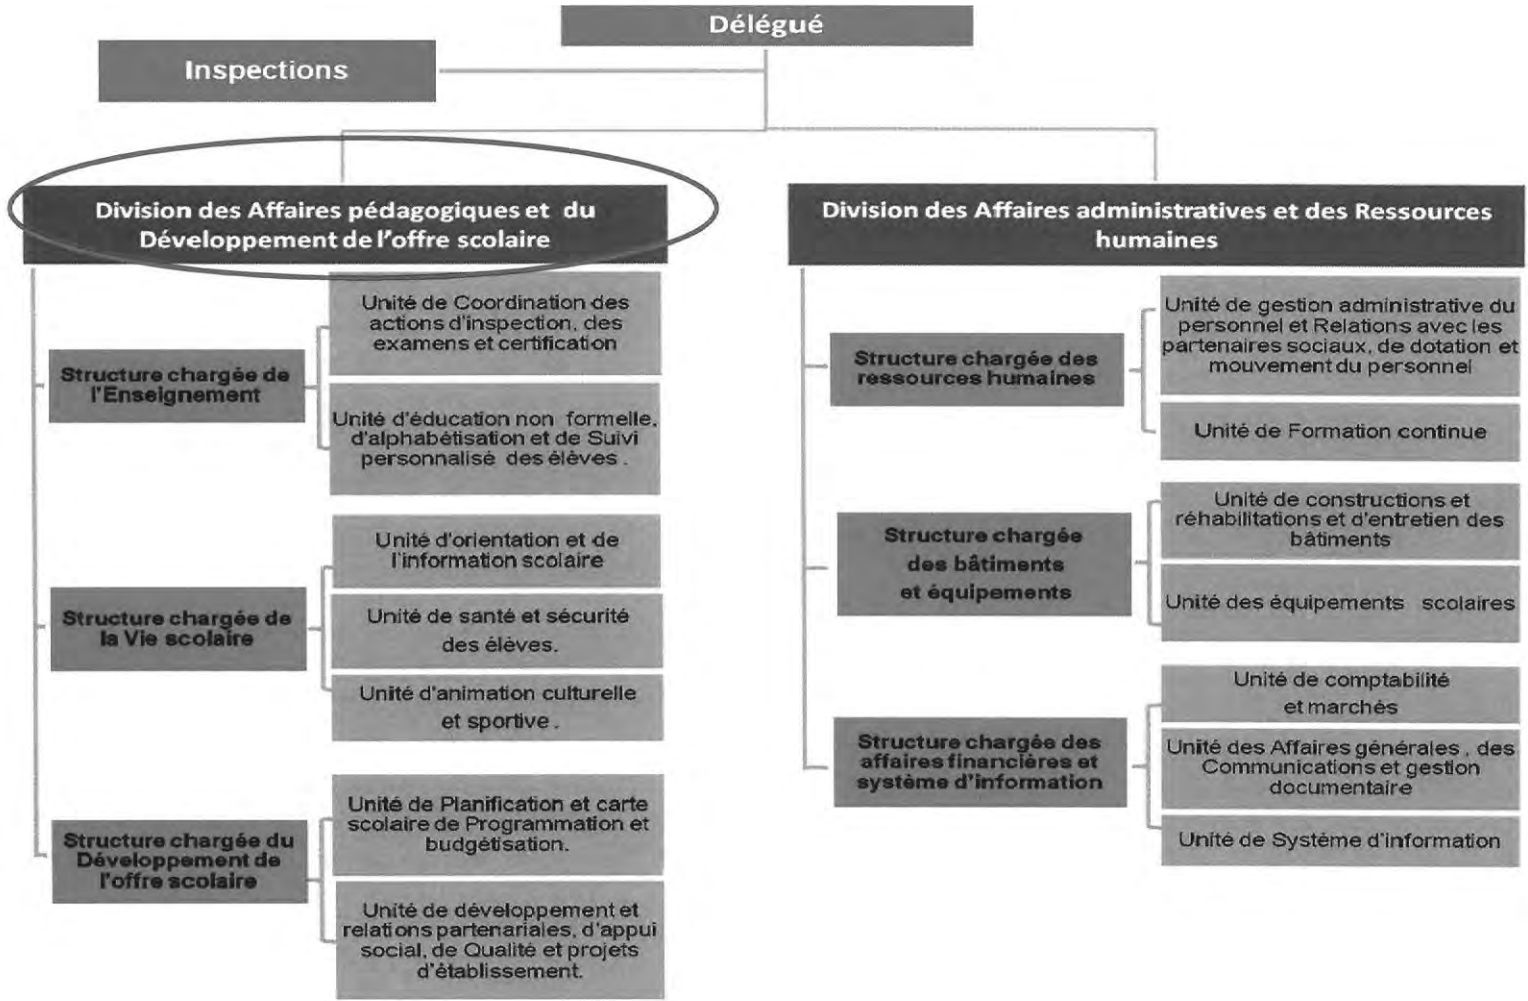 Délégué
Inspections
Division des Affaires pédagogiques et du
Développement de l'offre scolaire
Structure chargée de
l'Enseignement
Unité de Coordination des
actions d'inspection, des
examens et certification
Unité d'éducation non formelle,
d'alphabétisation et de Suivi
personnalisé des élèves .
Structure chargée de
la Vie scolaire
Unité d'orientation et de
l'information scolaire
Unité de santé et sécurité
des élèves.
Unité d'animation culturelle
et sportive .
Structure chargée du
Développement de
l'offre scolaire
Unité de Planification et carte
scolaire de Programmation et
budgétisation.
Unité de développement et
relations partenariales, d'appui
social, de Qualité et projets
d'établissement.
Division des Affaires administratives et des Ressources
humaines
Structure chargée des
ressources humaines
Unité de gestion administrative du
personnel et Relations avec les
partenaires sociaux, de dotation et
mouvement du personnel
Unité de Formation continue
Structure chargée
des bâtiments
et équipements
Unité de constructions et
réhabilitations et d'entretien des
bâtiments
Unité des équipements scolaires
Structure chargée des
affaires financières et
système d'information
Unité de comptabilité
et marchés
Unité des Affaires générales , des
Communications et gestion
documentaire
Unité de Système d'information